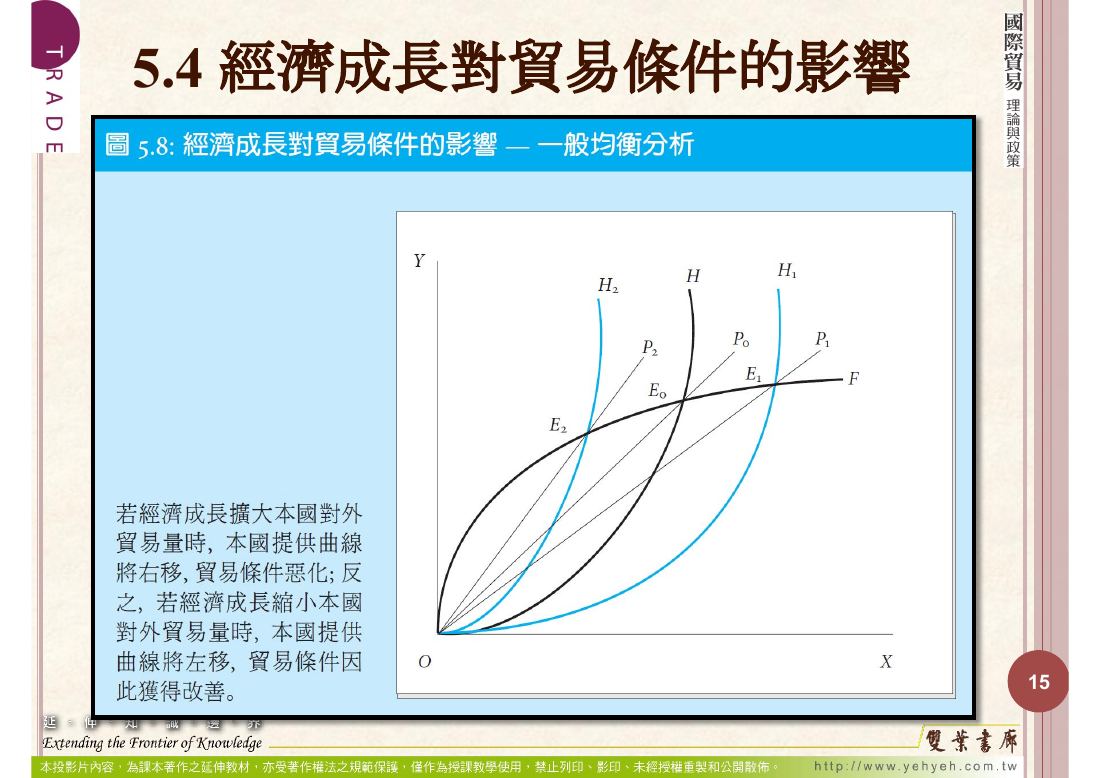 TRADE
5.4 經濟成長對貿易條件的影響
國際貿易 理論與政策
圖 5.8: 經濟成長對貿易條件的影響 — 一般均衡分析
Y
H₂
H
H₁
P₂
P₀
P₁
E₂
E₀
E₁
F
O
X
若經濟成長擴大本國對外
貿易量時, 本國提供曲線
將右移, 貿易條件惡化; 反
之, 若經濟成長縮小本國
對外貿易量時, 本國提供
曲線將左移, 貿易條件因
此獲得改善。
15
延。伸。知。識。邊。界
Extending the Frontier of Knowledge
雙葉書廊
本投影片內容，為課本著作之延伸教材，亦受著作權法之規範保護，僅作為授課教學使用，禁止列印、影印、未經授權重製和公開散佈。
http://www.yehyeh.com.tw